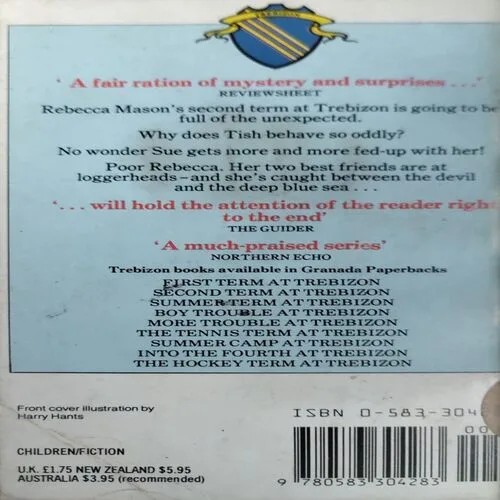 TREBIZON
‘A fair ration of mystery and surprises . . .’
REVIEWSHEET
Rebecca Mason's second term at Trebizon is going to be
full of the unexpected.
Why does Tish behave so oddly?
No wonder Sue gets more and more fed-up with her!
Poor Rebecca. Her two best friends are at
loggerheads – and she's caught between the devil
and the deep blue sea . . .
‘. . . will hold the attention of the reader right
to the end’
THE GUIDER
‘A much-praised series’
NORTHERN ECHO
Trebizon books available in Granada Paperbacks
FIRST TERM AT TREBIZON
SECOND TERM AT TREBIZON
SUMMER TERM AT TREBIZON
BOY TROUBLE AT TREBIZON
MORE TROUBLE AT TREBIZON
THE TENNIS TERM AT TREBIZON
SUMMER CAMP AT TREBIZON
INTO THE FOURTH AT TREBIZON
THE HOCKEY TERM AT TREBIZON
Front cover illustration by
Harry Hants
ISBN 0-583-3042
00
CHILDREN/FICTION
U.K. £1.75 NEW ZEALAND $5.95
AUSTRALIA $3.95 (recommended)
9 780583 304283